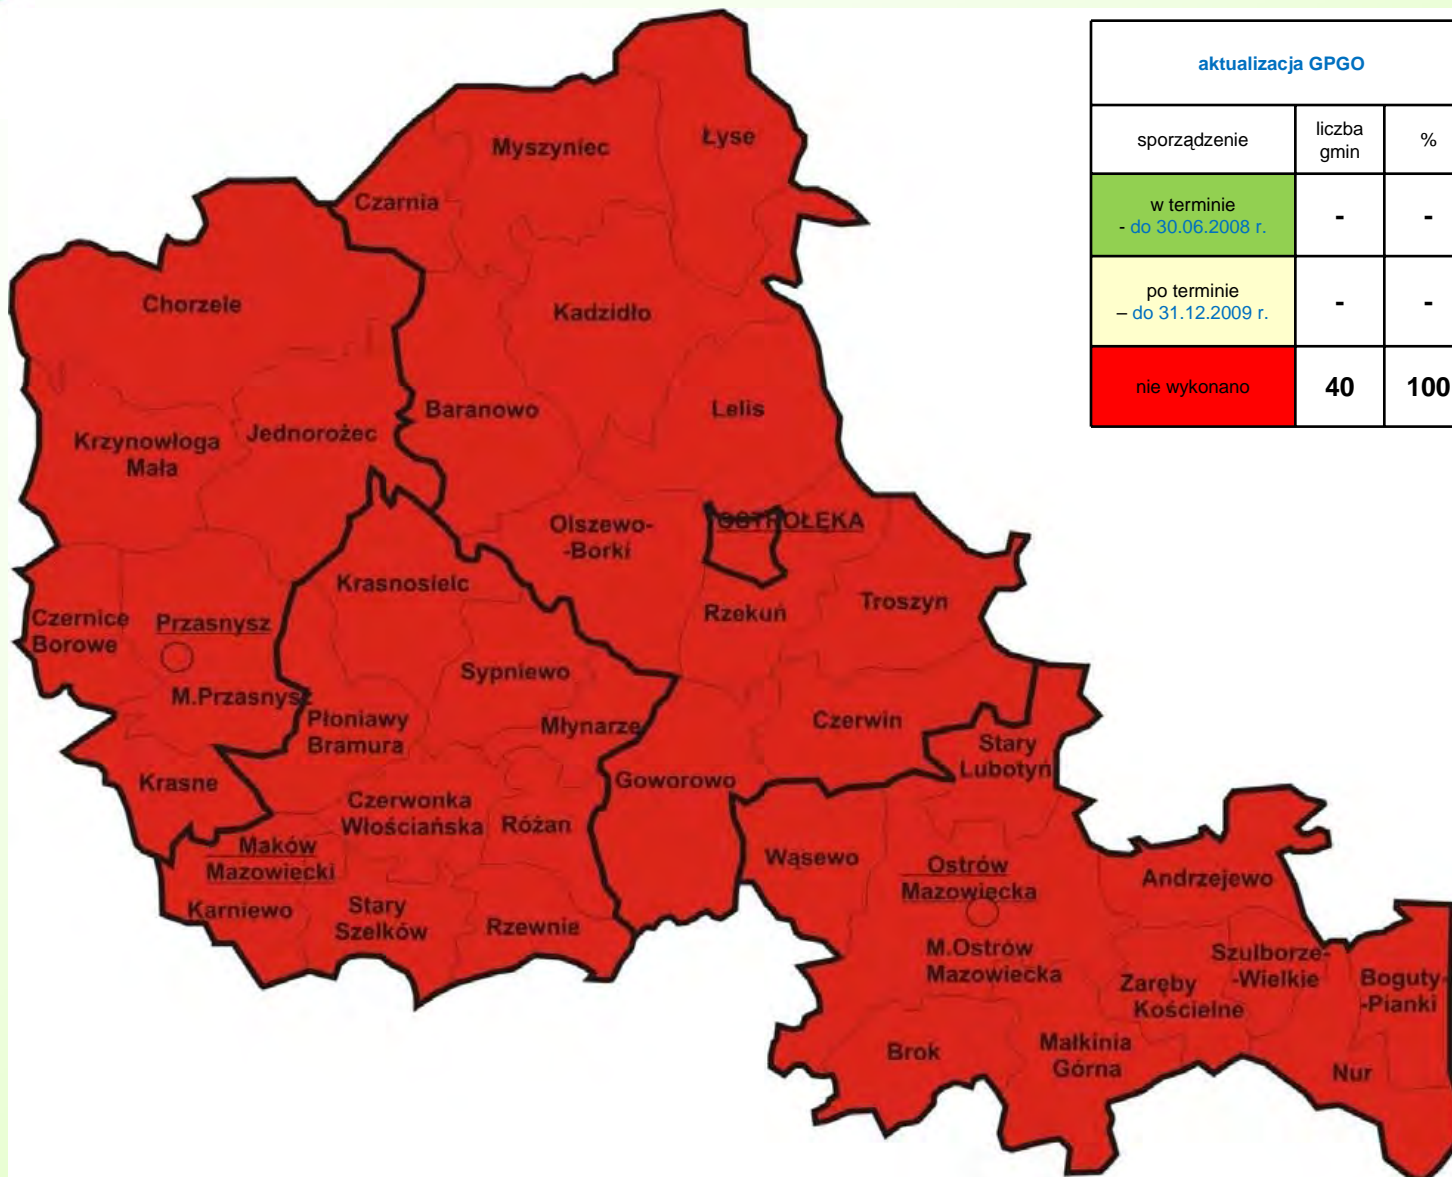 aktualizacja GPGO
sporządzenie
liczba
gmin
%
w terminie
- do 30.06.2008 r.
-
-
po terminie
– do 31.12.2009 r.
-
-
nie wykonano
40
100
Łyse
Myszyniec
Czarnia
Chorzele
Kadzidło
Baranowo
Lelis
Jednorożec
Krzynowłoga
Mała
Olszewo-
-Borki
OSTROŁĘKA
Krasnosielc
Troszyn
Rzekuń
Czernice
Borowe
Przasnysz
Sypniewo
M.Przasnysz
Płoniawy
Bramura
Młynarze
Czerwin
Stary
Lubotyń
Krasne
Goworowo
Czerwonka
Włościańska
Różan
Maków
Mazowiecki
Wąsewo
Ostrów
Mazowiecka
Andrzejewo
Karniewo
Stary
Szelków
Rzewnie
M.Ostrów
Mazowiecka
Szulborze-
-Wielkie
Zaręby
Kościelne
Boguty-
-Pianki
Brok
Małkinia
Górna
Nur